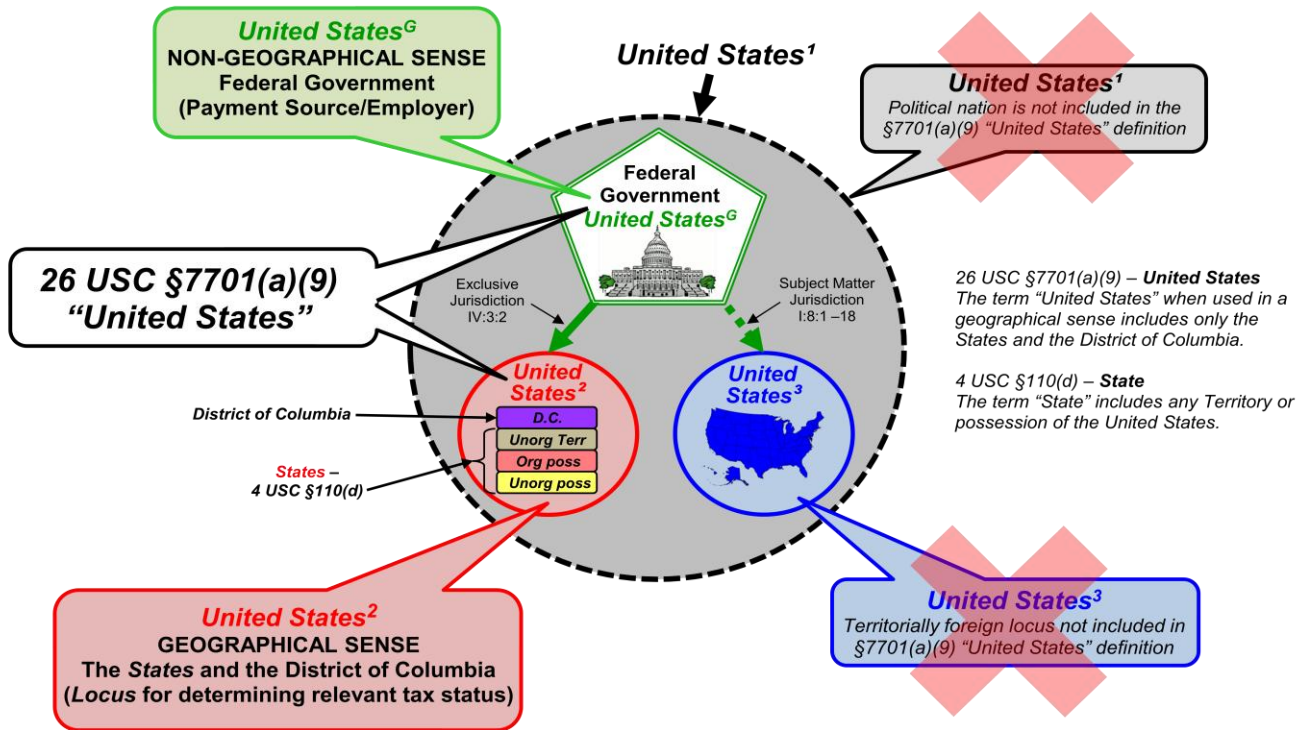 United Statesᴳ
NON-GEOGRAPHICAL SENSE
Federal Government
(Payment Source/Employer)
United States¹
United States¹
Political nation is not included in the
§7701(a)(9) “United States” definition
Federal
Government
United Statesᴳ
26 USC §7701(a)(9)
“United States”
Exclusive
Jurisdiction
IV:3:2
Subject Matter
Jurisdiction
I:8:1 –18
26 USC §7701(a)(9) – United States
The term “United States” when used in a
geographical sense includes only the
States and the District of Columbia.
4 USC §110(d) – State
The term “State” includes any Territory or
possession of the United States.
United
States²
D.C.
Unorg Terr
Org poss
Unorg poss
United
States³
District of Columbia
States –
4 USC §110(d)
United States²
GEOGRAPHICAL SENSE
The States and the District of Columbia
(Locus for determining relevant tax status)
United States³
Territorially foreign locus not included in
§7701(a)(9) “United States” definition